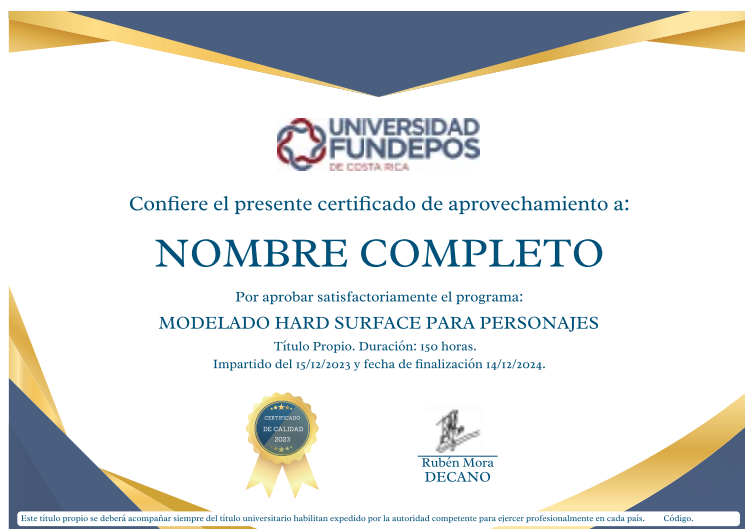 UNIVERSIDAD
FUNDEPOS
DE COSTA RICA
Confiere el presente certificado de aprovechamiento a:
NOMBRE COMPLETO
Por aprobar satisfactoriamente el programa:
MODELADO HARD SURFACE PARA PERSONAJES
Título Propio. Duración: 150 horas.
Impartido del 15/12/2023 y fecha de finalización 14/12/2024.
CERTIFICADO
DE CALIDAD
2023
Rubén Mora
DECANO
Este título propio se deberá acompañar siempre del título universitario habilitan expedido por la autoridad competente para ejercer profesionalmente en cada país. Código.